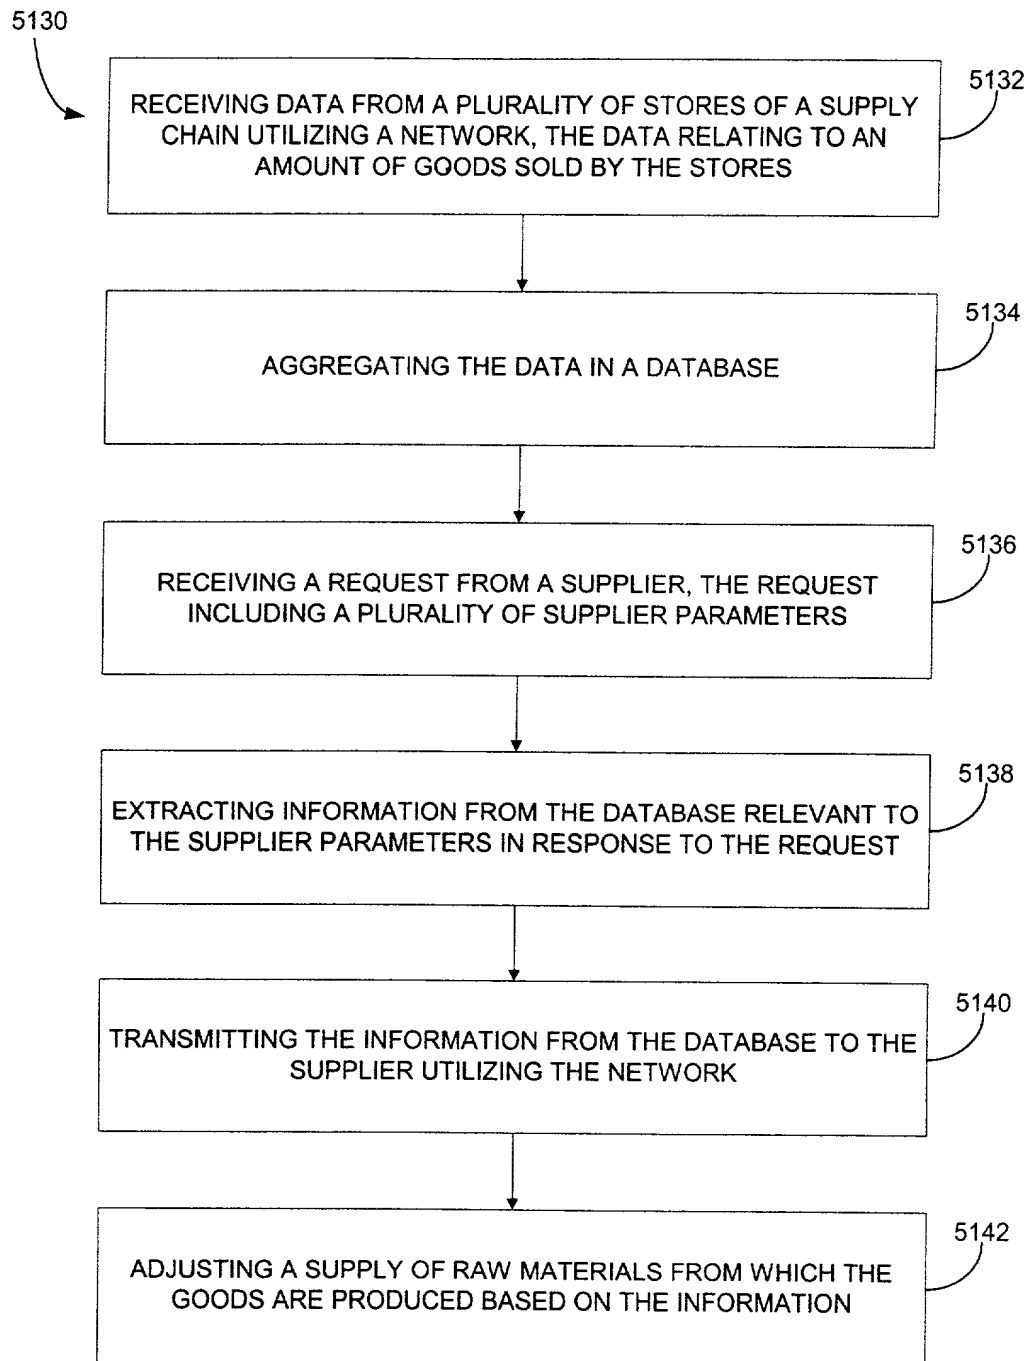 5130
5132
RECEIVING DATA FROM A PLURALITY OF STORES OF A SUPPLY
CHAIN UTILIZING A NETWORK, THE DATA RELATING TO AN
AMOUNT OF GOODS SOLD BY THE STORES
5134
AGGREGATING THE DATA IN A DATABASE
5136
RECEIVING A REQUEST FROM A SUPPLIER, THE REQUEST
INCLUDING A PLURALITY OF SUPPLIER PARAMETERS
5138
EXTRACTING INFORMATION FROM THE DATABASE RELEVANT TO
THE SUPPLIER PARAMETERS IN RESPONSE TO THE REQUEST
5140
TRANSMITTING THE INFORMATION FROM THE DATABASE TO THE
SUPPLIER UTILIZING THE NETWORK
5142
ADJUSTING A SUPPLY OF RAW MATERIALS FROM WHICH THE
GOODS ARE PRODUCED BASED ON THE INFORMATION